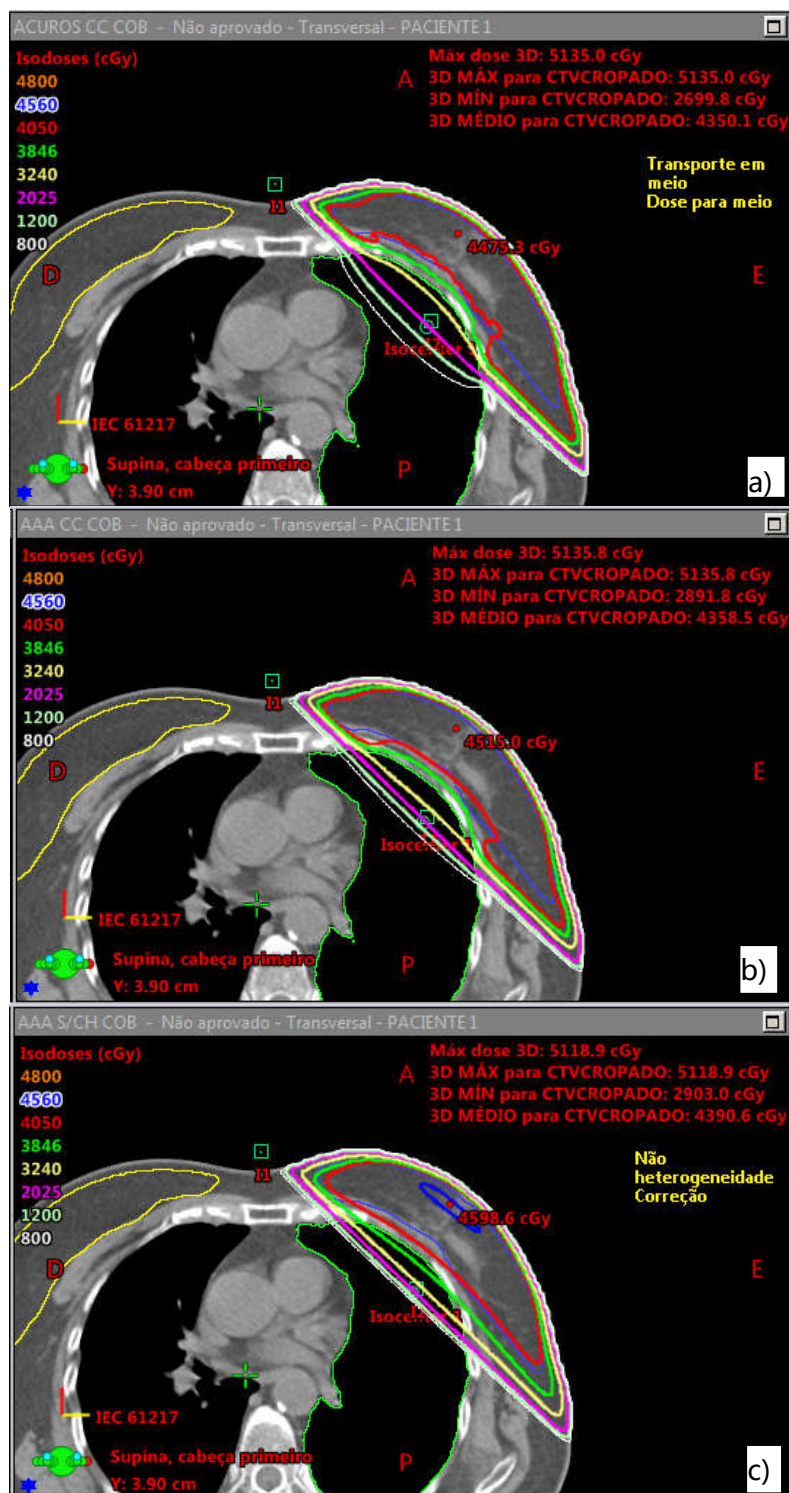 ACUROS CC COB - Não aprovado - Transversal - PACIENTE 1
Isodoses (cGy)
4800
4560
4050
3846
3240
2025
1200
800
Máx dose 3D: 5135.0 cGy
A 3D MÁX para CTVCROPADO: 5135.0 cGy
3D MÍN para CTVCROPADO: 2699.8 cGy
3D MÉDIO para CTVCROPADO: 4350.1 cGy
Transporte em
meio
Dose para meio
I1
4475.3 cGy
D
E
I2
Isocenter
IEC 61217
Supina, cabeça primeiro
P
Y: 3.90 cm
a)
AAA CC COB - Não aprovado - Transversal - PACIENTE 1
Isodoses (cGy)
4800
4560
4050
3846
3240
2025
1200
800
Máx dose 3D: 5135.8 cGy
A 3D MÁX para CTVCROPADO: 5135.8 cGy
3D MÍN para CTVCROPADO: 2891.8 cGy
3D MÉDIO para CTVCROPADO: 4358.5 cGy
I1
4515.0 cGy
D
E
IEC 61217
Supina, cabeça primeiro
P
Y: 3.90 cm
b)
AAA S/CH COB - Não aprovado - Transversal - PACIENTE 1
Isodoses (cGy)
4800
4560
4050
3846
3240
2025
1200
800
Máx dose 3D: 5118.9 cGy
A 3D MÁX para CTVCROPADO: 5118.9 cGy
3D MÍN para CTVCROPADO: 2903.0 cGy
3D MÉDIO para CTVCROPADO: 4390.6 cGy
Não
heterogeneidade
Correção
I1
4598.6 cGy
D
E
I2
IEC 61217
Supina, cabeça primeiro
P
Y: 3.90 cm
c)